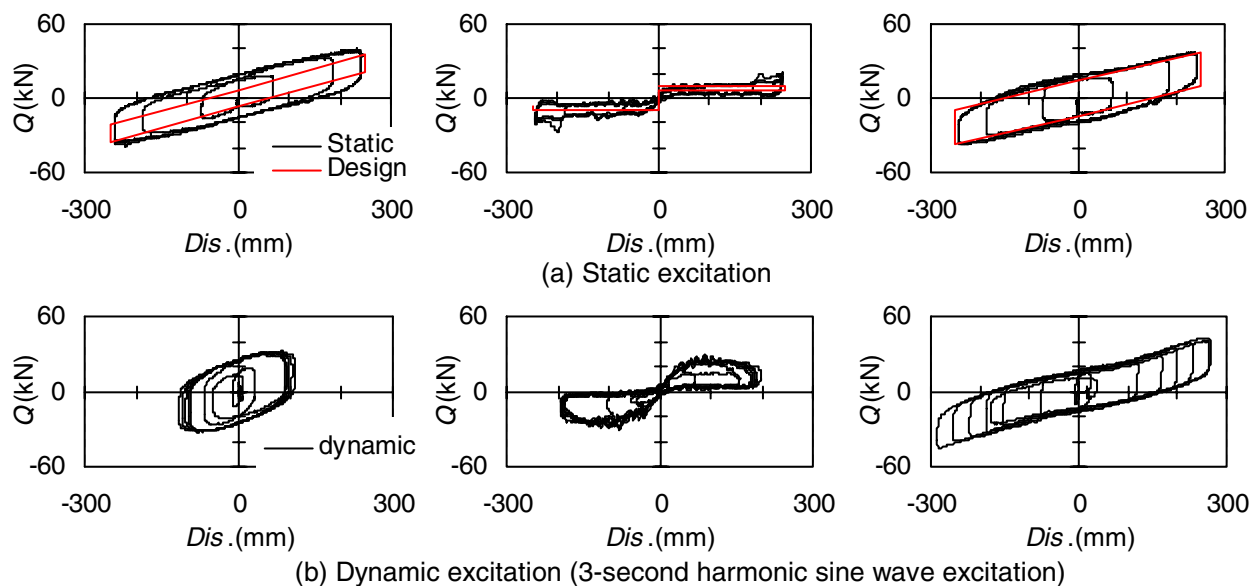 60
0
-60
Q(kN)
Static
Design
-300 0 300
Dis.(mm)
60
0
-60
Q(kN)
-300 0 300
Dis.(mm)
60
0
-60
Q(kN)
-300 0 300
Dis.(mm)
(a) Static excitation
60
0
-60
Q(kN)
dynamic
-300 0 300
Dis.(mm)
60
0
-60
Q(kN)
-300 0 300
Dis.(mm)
60
0
-60
Q(kN)
-300 0 300
Dis.(mm)
(b) Dynamic excitation (3-second harmonic sine wave excitation)